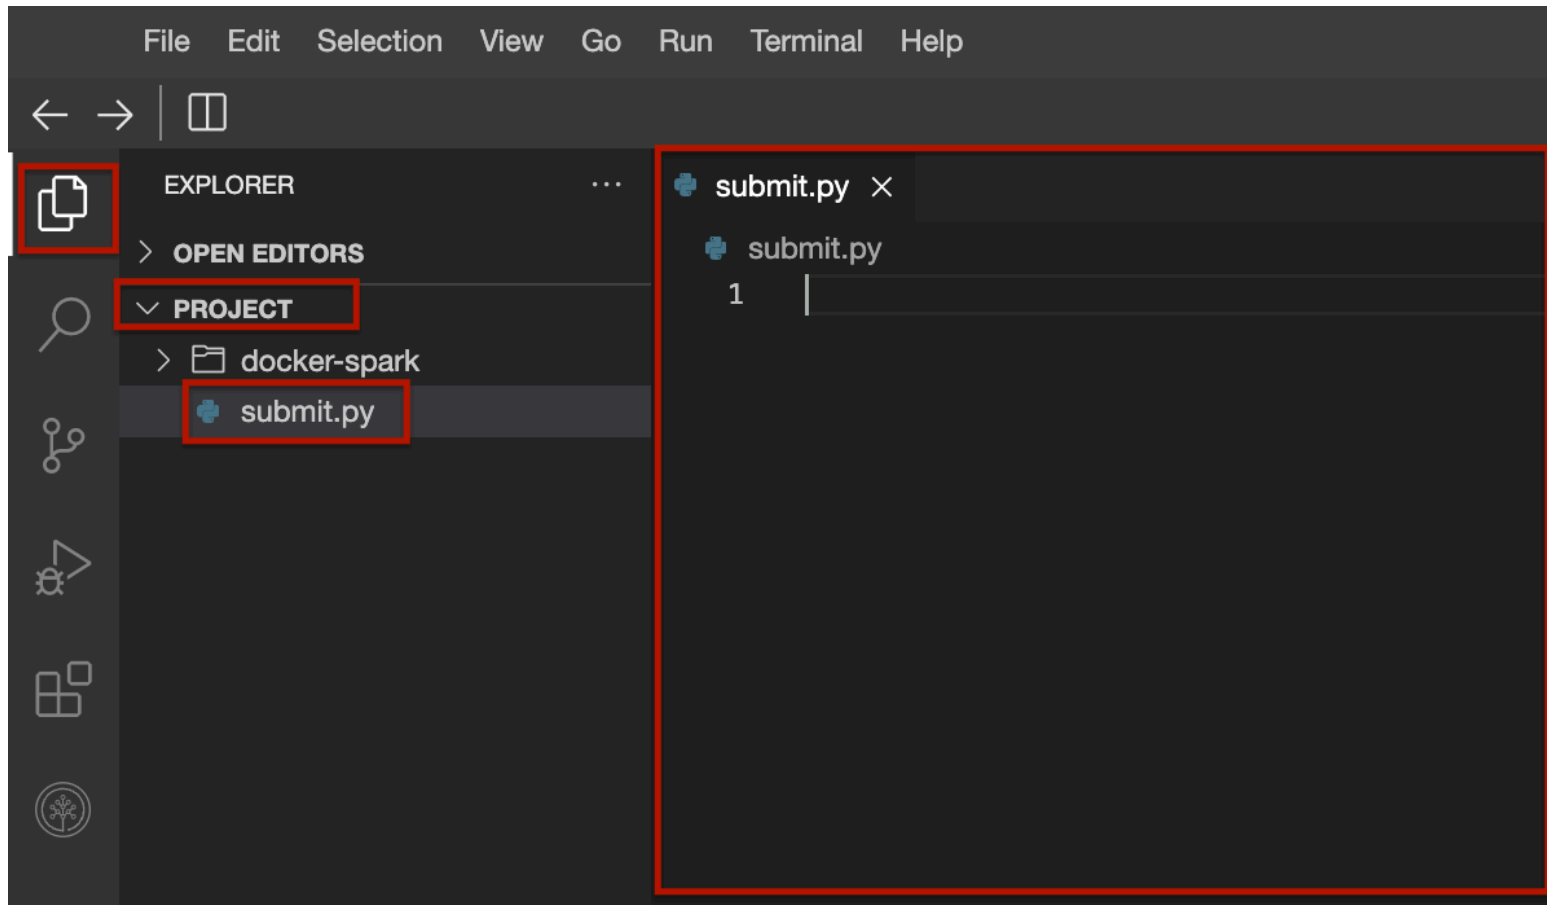 File Edit Selection View Go Run Terminal Help
EXPLORER ...
OPEN EDITORS
PROJECT
docker-spark
submit.py
submit.py
submit.py
1